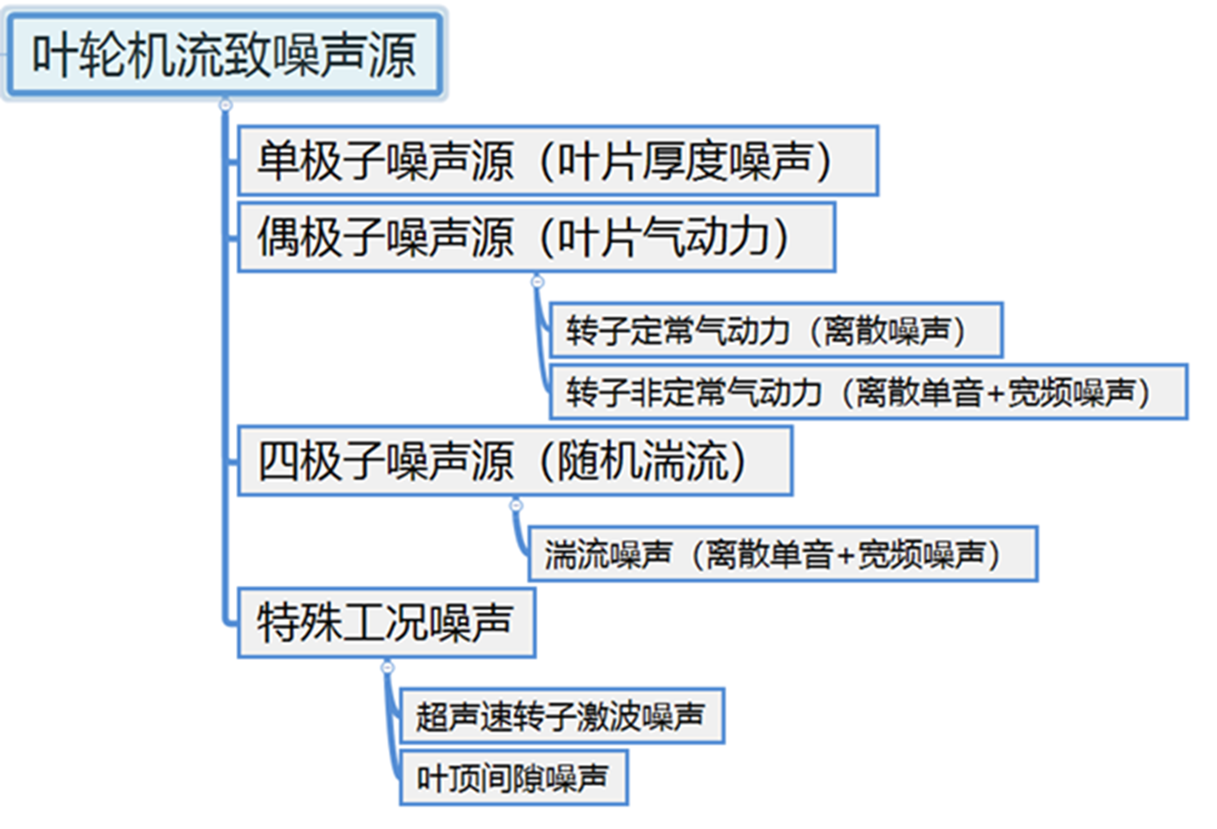 叶轮机流致噪声源
单极子噪声源（叶片厚度噪声）
偶极子噪声源（叶片气动力）
转子定常气动力（离散噪声）
转子非定常气动力（离散单音+宽频噪声）
四极子噪声源（随机湍流）
湍流噪声（离散单音+宽频噪声）
特殊工况噪声
超声速转子激波噪声
叶顶间隙噪声